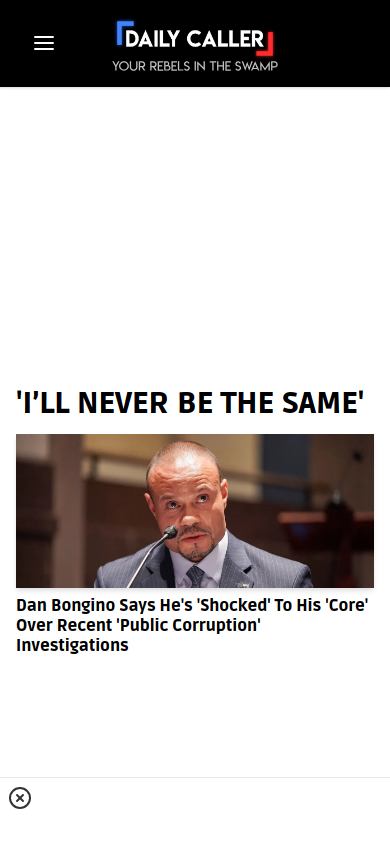 DAILY CALLER
YOUR REBELS IN THE SWAMP
'I’LL NEVER BE THE SAME'
Dan Bongino Says He's 'Shocked' To His 'Core'
Over Recent 'Public Corruption'
Investigations